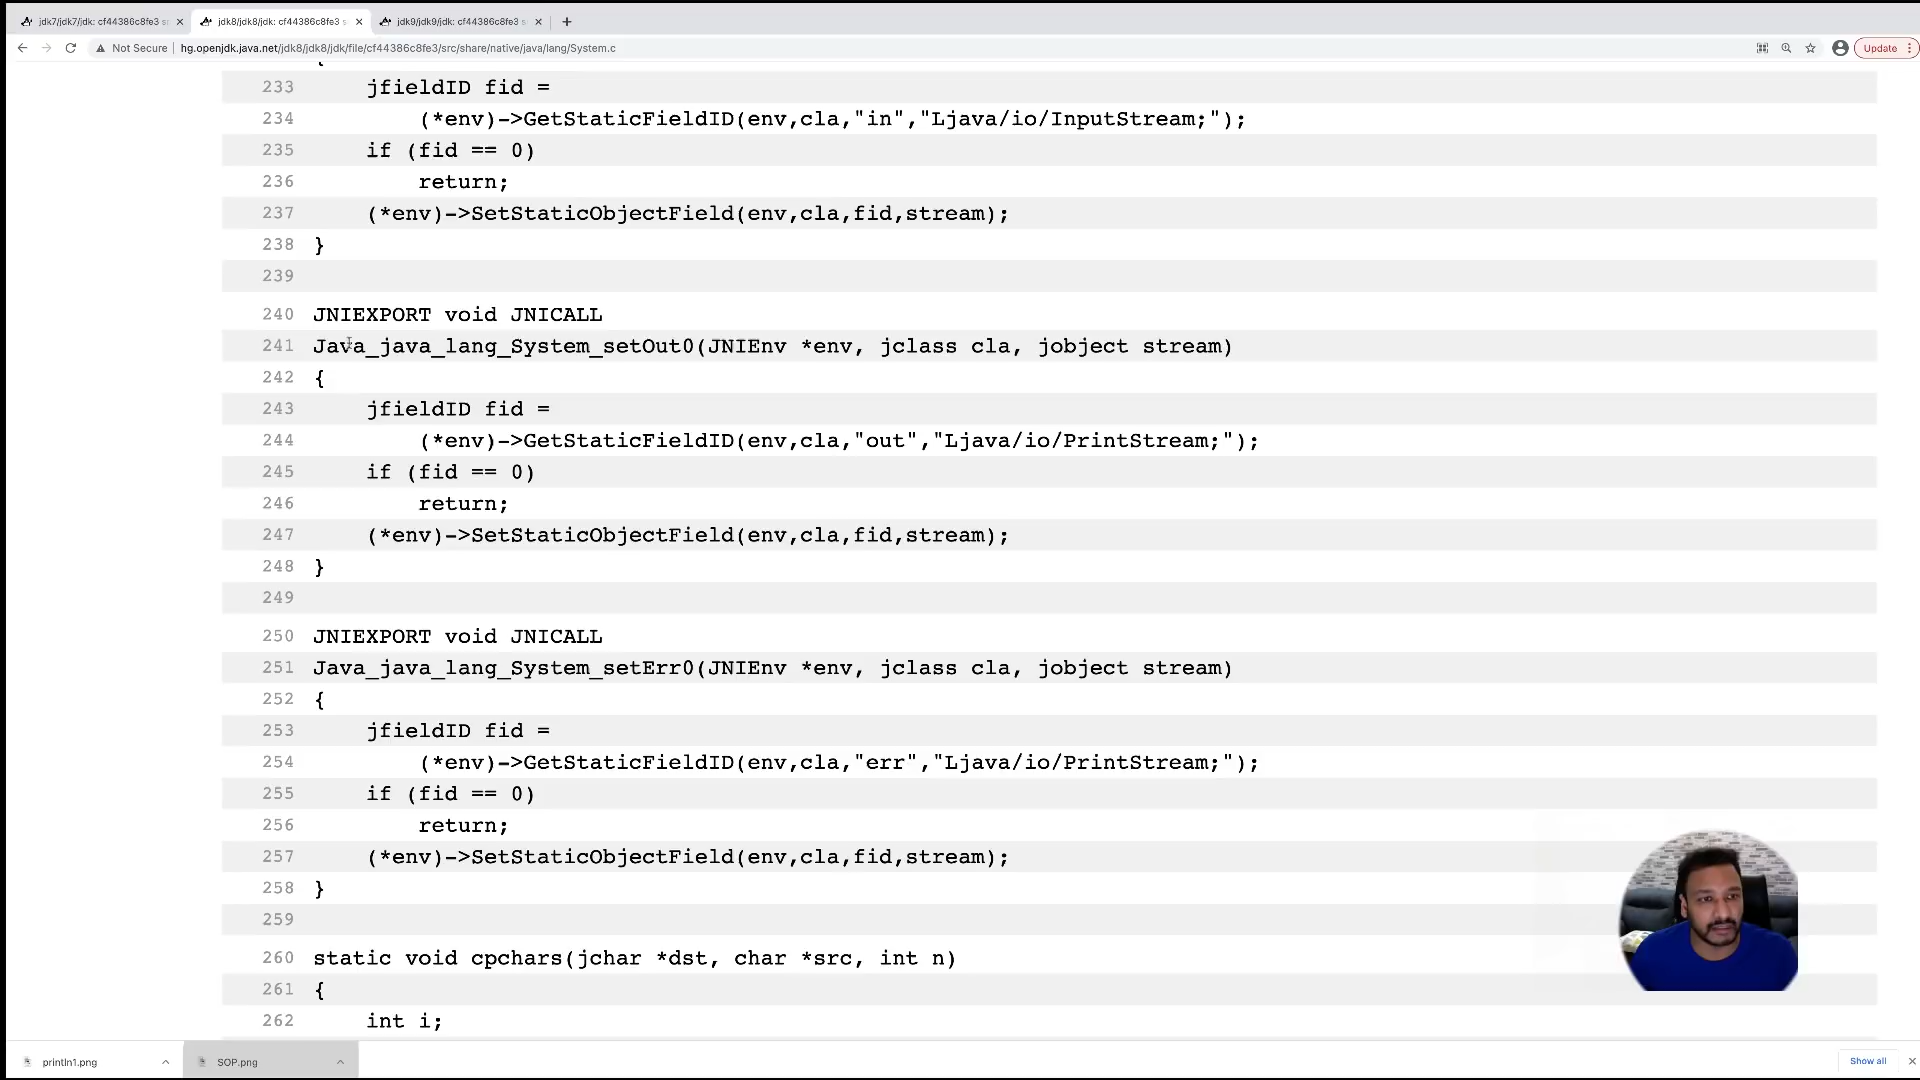 jdk7/jdk7/jdk: cf44386c8fe3 s
jdk8/jdk8/jdk: cf44386c8fe3 s
jdk9/jdk9/jdk: cf44386c8fe3 s
Not Secure | hg.openjdk.java.net/jdk8/jdk8/jdk/file/cf44386c8fe3/src/share/native/java/lang/System.c
Update
{
233 jfieldID fid =
234 (*env)->GetStaticFieldID(env,cla,"in","Ljava/io/InputStream;");
235 if (fid == 0)
236 return;
237 (*env)->SetStaticObjectField(env,cla,fid,stream);
238 }
239
240 JNIEXPORT void JNICALL
241 Java_java_lang_System_setOut0(JNIEnv *env, jclass cla, jobject stream)
242 {
243 jfieldID fid =
244 (*env)->GetStaticFieldID(env,cla,"out","Ljava/io/PrintStream;");
245 if (fid == 0)
246 return;
247 (*env)->SetStaticObjectField(env,cla,fid,stream);
248 }
249
250 JNIEXPORT void JNICALL
251 Java_java_lang_System_setErr0(JNIEnv *env, jclass cla, jobject stream)
252 {
253 jfieldID fid =
254 (*env)->GetStaticFieldID(env,cla,"err","Ljava/io/PrintStream;");
255 if (fid == 0)
256 return;
257 (*env)->SetStaticObjectField(env,cla,fid,stream);
258 }
259
260 static void cpchars(jchar *dst, char *src, int n)
261 {
262 int i;
println1.png
SOP.png
Show all